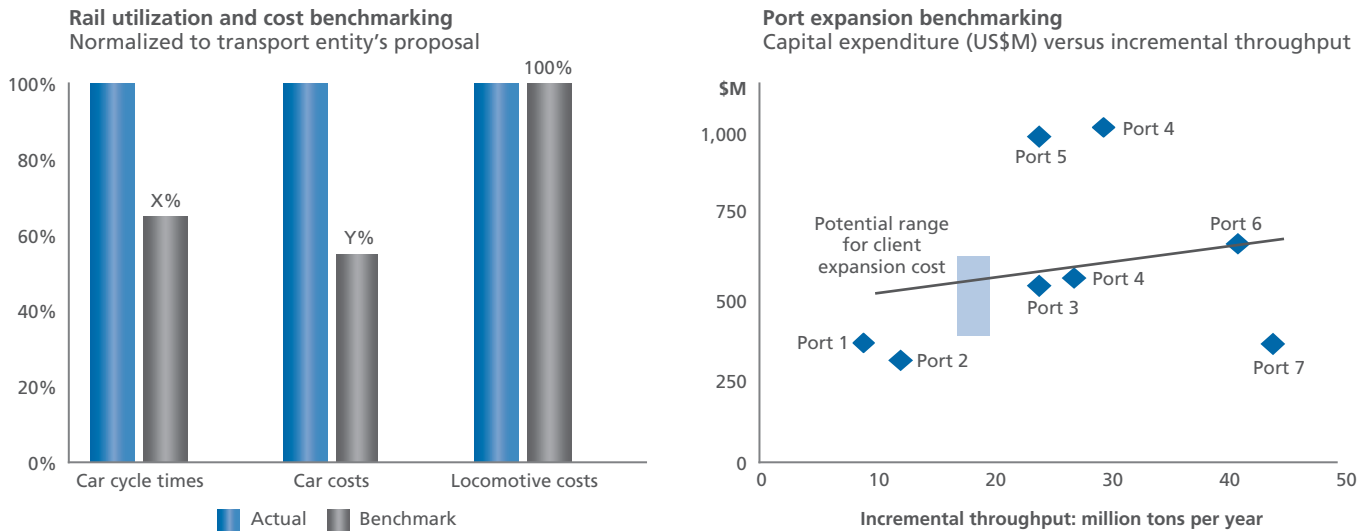 Rail utilization and cost benchmarking
Normalized to transport entity's proposal
100%
80%
60%
40%
20%
0%
X%
Y%
100%
Car cycle times
Car costs
Locomotive costs
Actual
Benchmark
Port expansion benchmarking
Capital expenditure (US$M) versus incremental throughput
$M
1,000
750
500
250
0
Port 5
Port 4
Potential range
for client
expansion cost
Port 6
Port 4
Port 3
Port 1
Port 2
Port 7
0
10
20
30
40
50
Incremental throughput: million tons per year